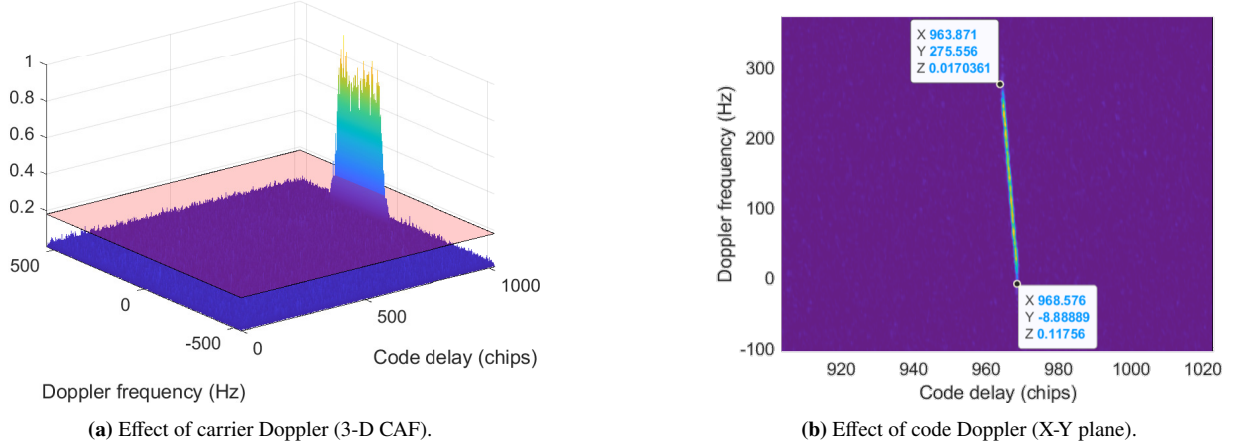 1
0.8
0.6
0.4
0.2
500
0
-500
0
500
1000
Code delay (chips)
Doppler frequency (Hz)
(a) Effect of carrier Doppler (3-D CAF).
X 963.871
Y 275.556
Z 0.0170361
300
200
100
0
-100
Doppler frequency (Hz)
X 968.576
Y -8.88889
Z 0.11756
920
940
960
980
1000
1020
Code delay (chips)
(b) Effect of code Doppler (X-Y plane).